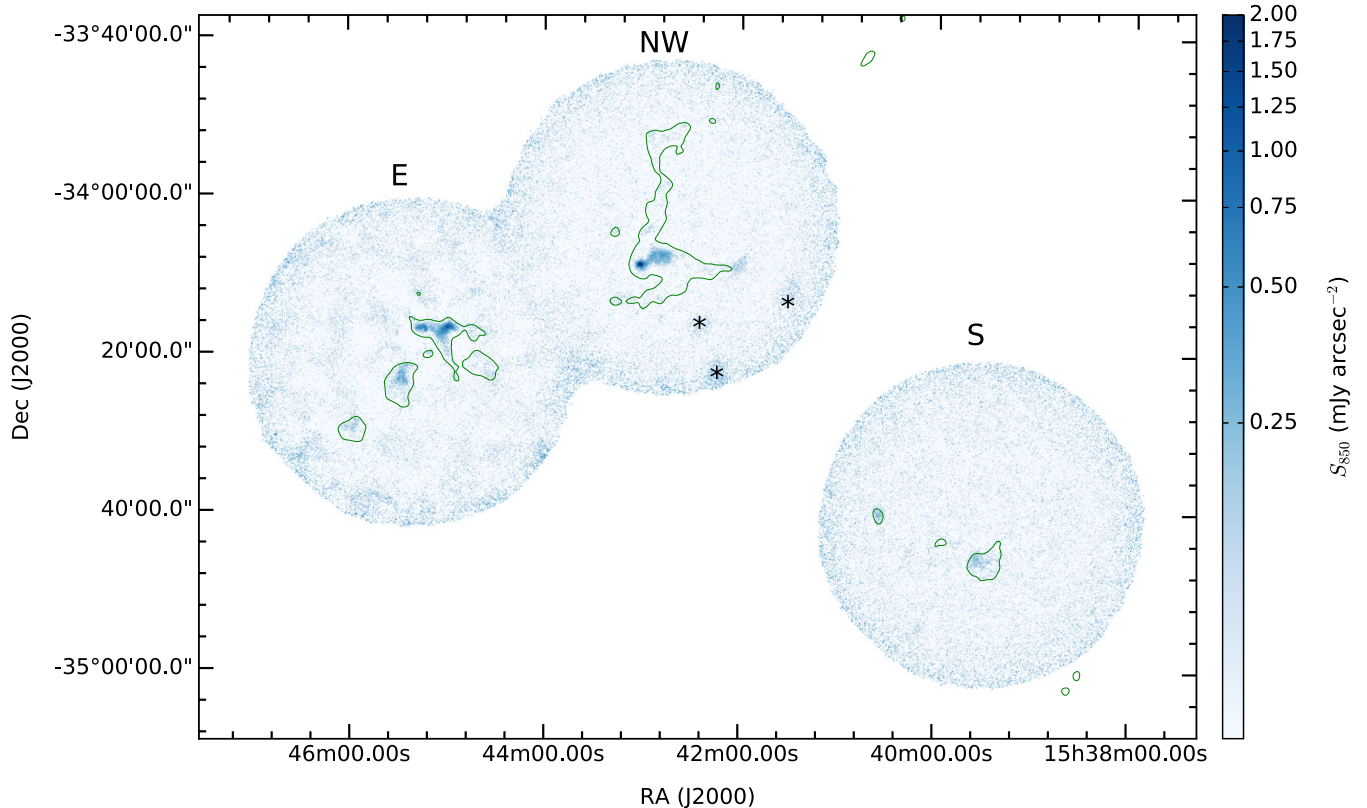 NW
E
S
*
*
*
-33°40'00.0"
-34°00'00.0"
20'00.0"
40'00.0"
-35°00'00.0"
Dec (J2000)
46m00.00s
44m00.00s
42m00.00s
40m00.00s
15h38m00.00s
RA (J2000)
2.00
1.75
1.50
1.25
1.00
0.75
0.50
0.25
S₈₅₀ (mJy arcsec⁻²)